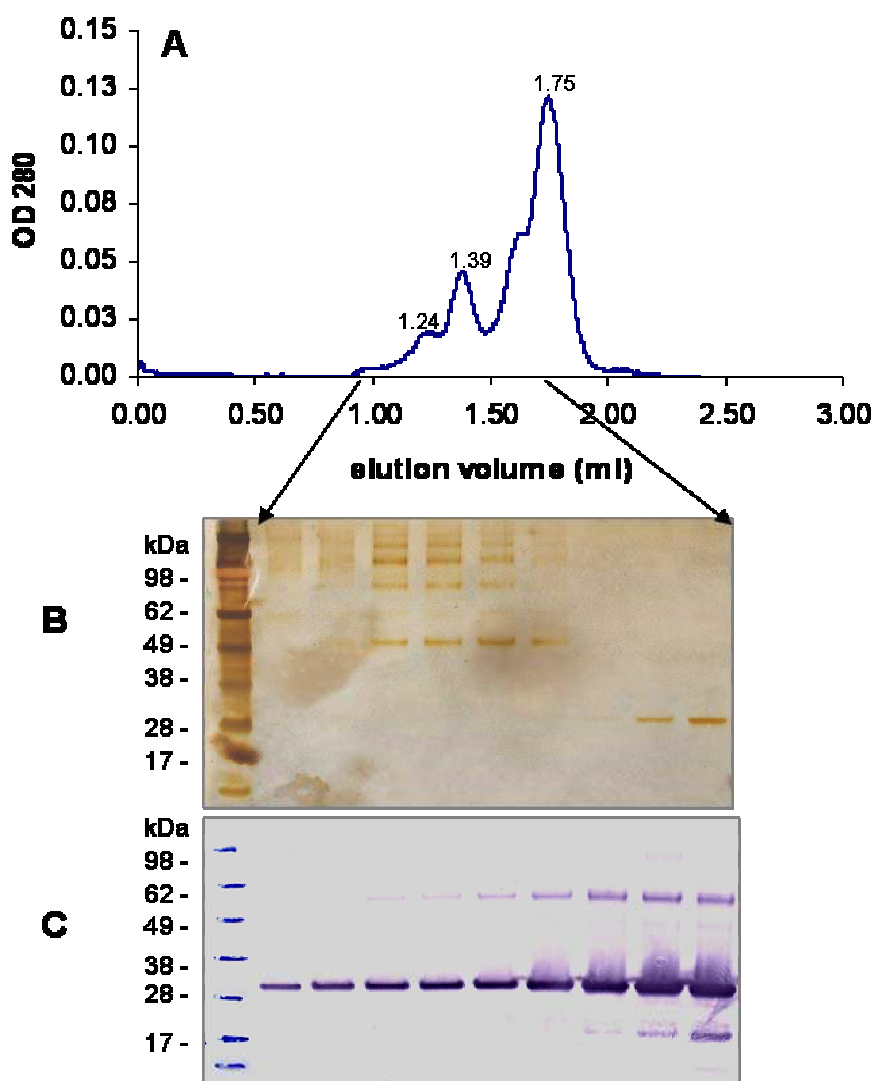 A
0.15
0.13
0.10
0.08
0.05
0.03
0.00
OD 280
1.24
1.39
1.75
0.00 0.50 1.00 1.50 2.00 2.50 3.00
elution volume (ml)
B
kDa
98 -
62 -
49 -
38 -
28 -
17 -
C
kDa
98 -
62 -
49 -
38 -
28 -
17 -